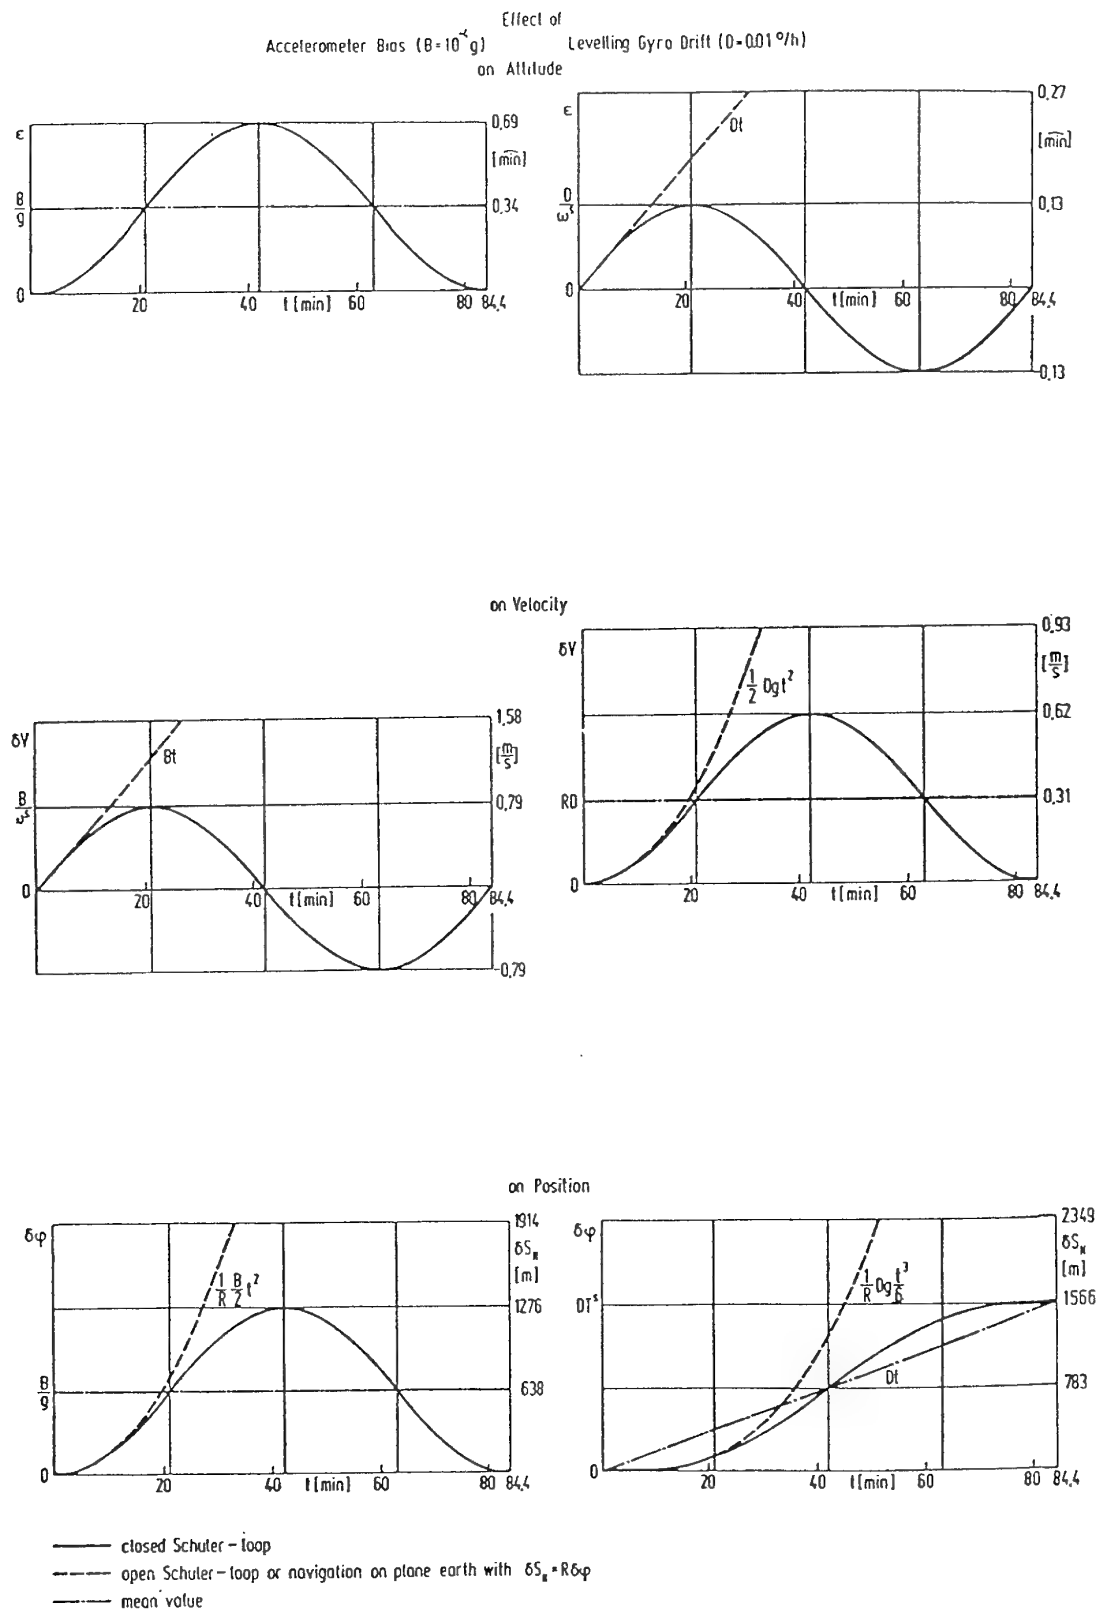 Effect of
Accelerometer Bias (B=10⁻⁴g) Levelling Gyro Drift (D=0.01°/h)
on Attitude
ε
0,69
[min]
B/g
0,34
0
20
40
t[min]
60
80
84,4
ε
Dt
0,27
[min]
D/ωˢ
0,13
0
20
40
t[min]
60
80
84,4
-0,13
on Velocity
δV
Bt
1,58
[m/s]
B/ωˢ
0,79
0
20
40
t[min]
60
80
84,4
-0,79
δV
½Dgt²
0,93
[m/s]
0,62
RD
0,31
0
20
40
t[min]
60
80
84,4
on Position
δφ
1/R B/2 t²
1914
δSₙ
[m]
1276
B/g
638
0
20
40
t[min]
60
80
84,4
δφ
1/R Dg t³/6
2349
δSₙ
[m]
DTˢ
1566
Dt
783
0
20
40
t[min]
60
80
84,4
closed Schuler-loop
open Schuler-loop or navigation on plane earth with δSₙ=Rδφ
mean value